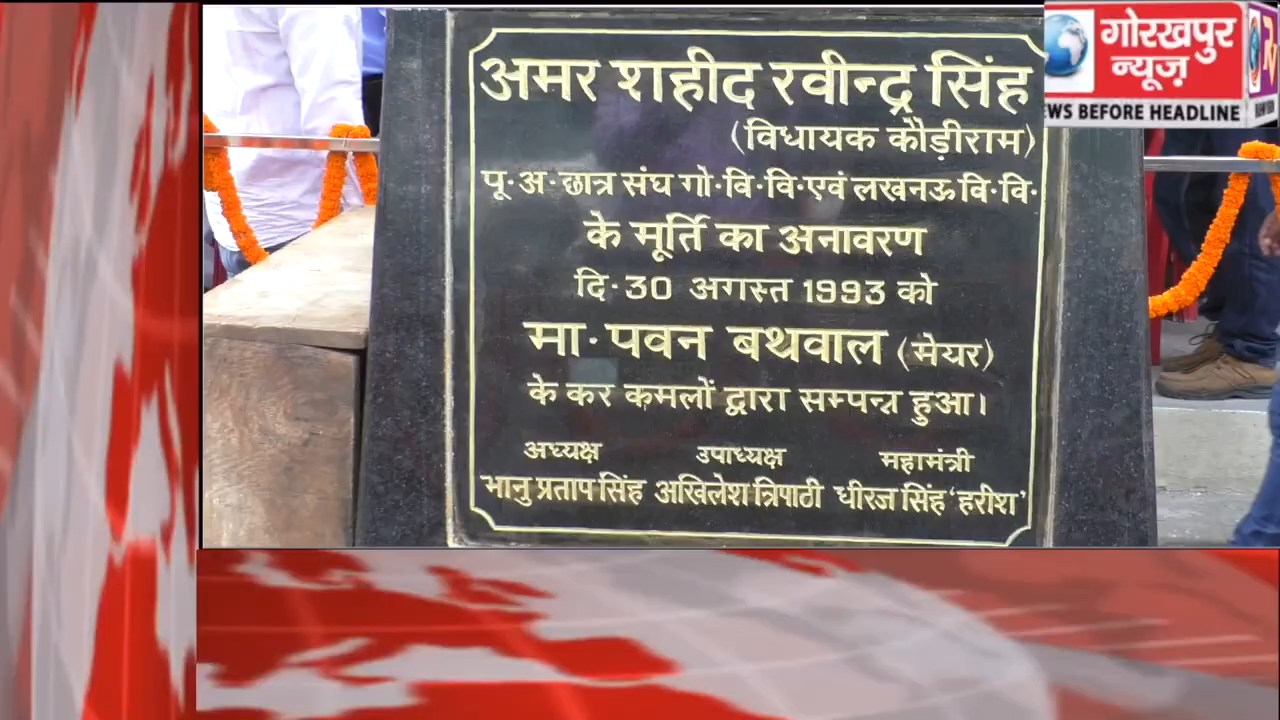 अमर शहीद रवीन्द्र सिंह
(विधायक कौड़ीराम)
पू॰अ॰छात्र संघ गो॰वि॰वि॰एवं लखनऊ वि॰वि॰
के मूर्ति का अनावरण
दि॰30 अगस्त 1993 को
मा॰पवन बथवाल (मेयर)
के कर कमलों द्वारा सम्पन्न हुआ।
अध्यक्ष उपाध्यक्ष महामंत्री
भानु प्रताप सिंह अखिलेश त्रिपाठी धीरज सिंह 'हरीश'
गोरखपुर
न्यूज़
BEFORE HEADLINE